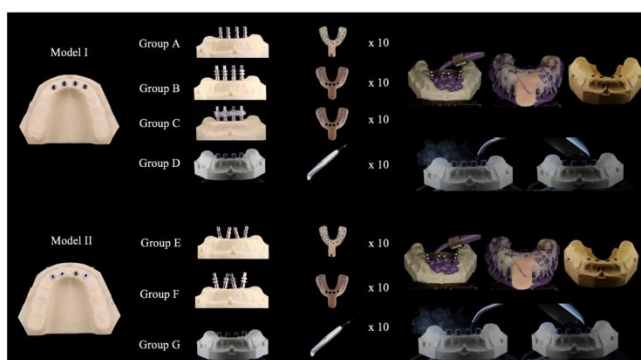 Model I
Group A
x 10
Group B
x 10
Group C
x 10
Group D
x 10
Model II
Group E
x 10
Group F
x 10
Group G
x 10